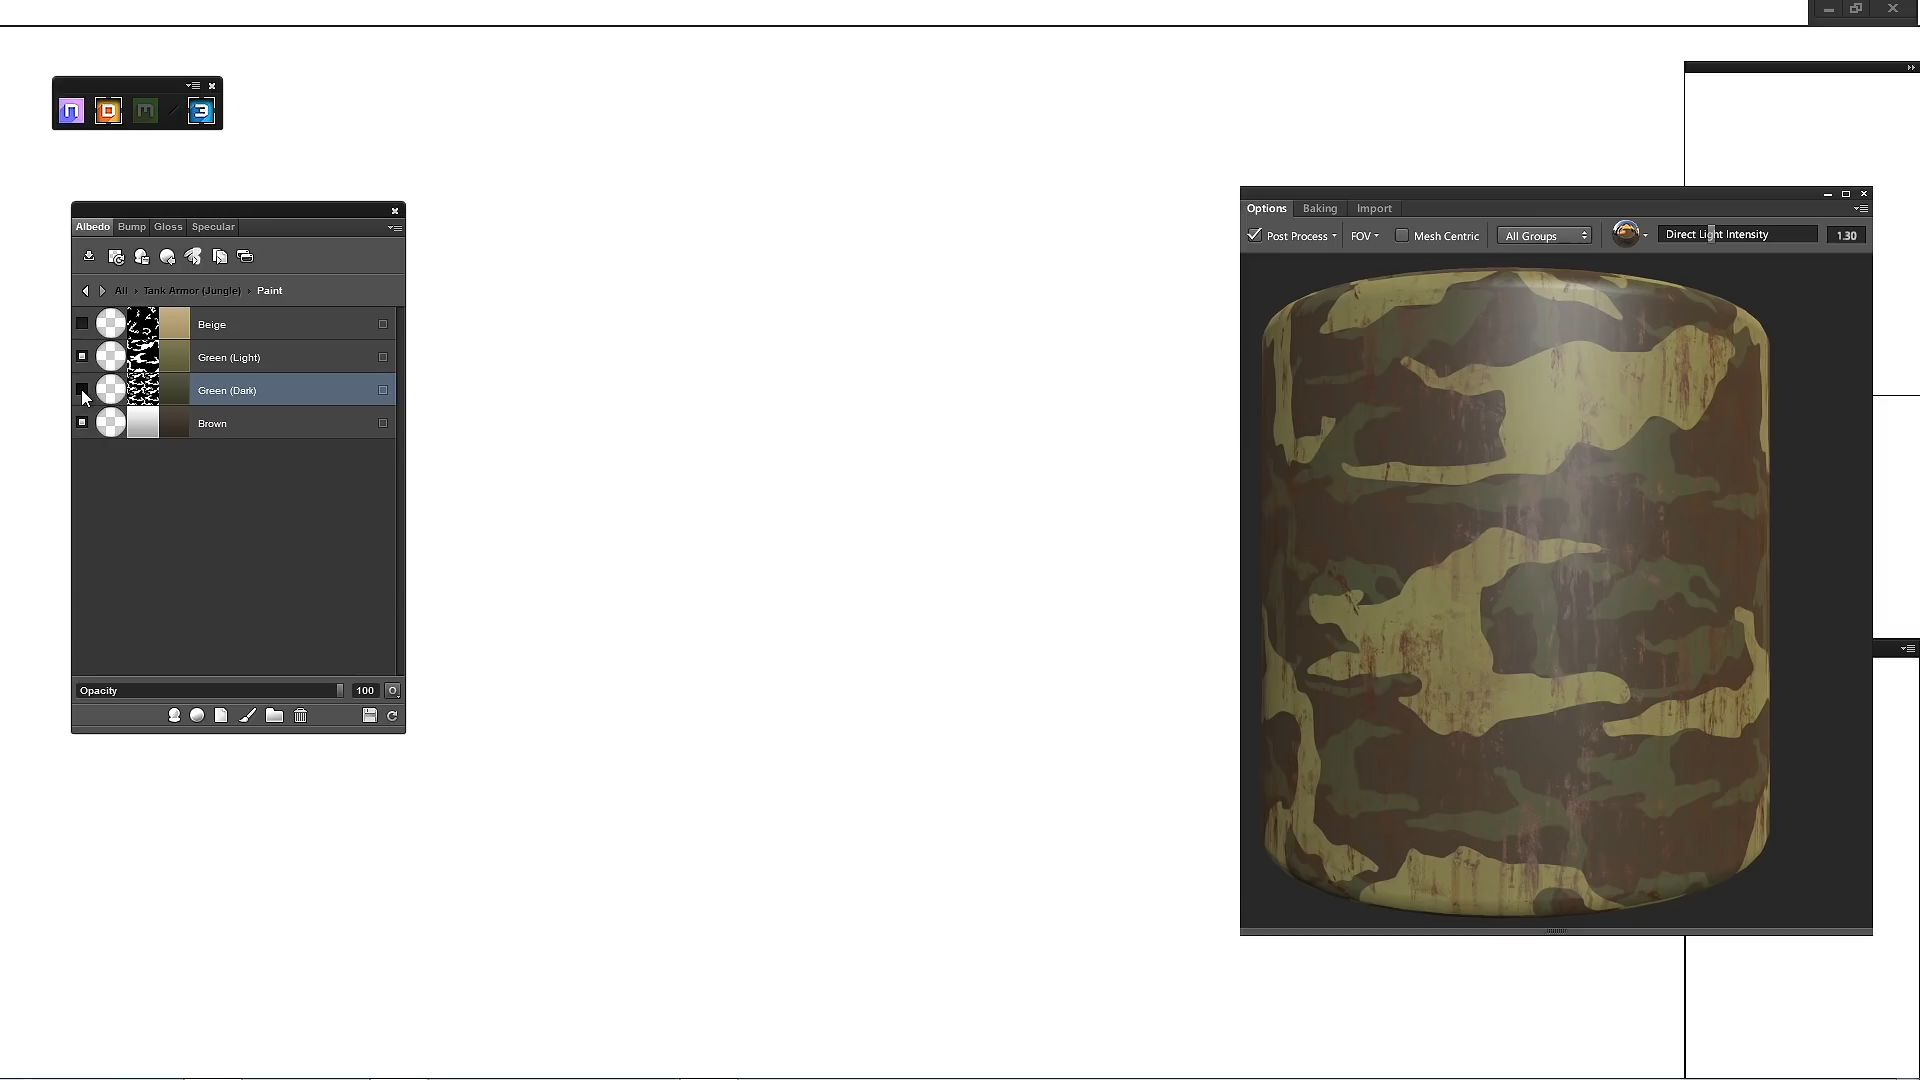 Albedo Bump Gloss Specular
All › Tank Armor (Jungle) › Paint
Beige
Green (Light)
Green (Dark)
Brown
Opacity 100
Options Baking Import
Post Process FOV Mesh Centric All Groups Direct Light Intensity 1.30